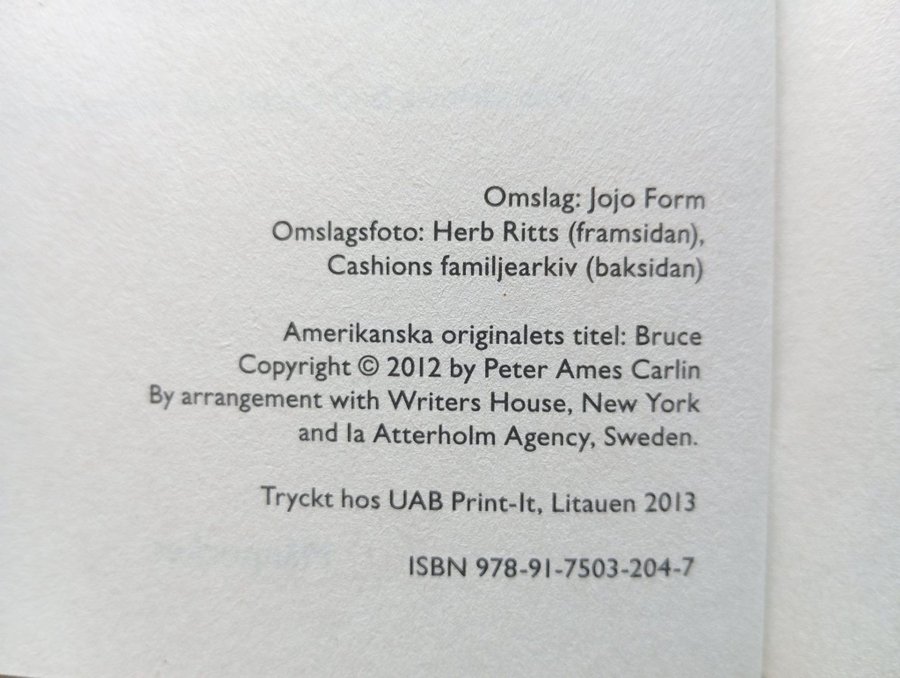 Omslag: Jojo Form
Omslagsfoto: Herb Ritts (framsidan),
Cashions familjearkiv (baksidan)
Amerikanska originalets titel: Bruce
Copyright © 2012 by Peter Ames Carlin
By arrangement with Writers House, New York
and Ia Atterholm Agency, Sweden.
Tryckt hos UAB Print-It, Litauen 2013
ISBN 978-91-7503-204-7